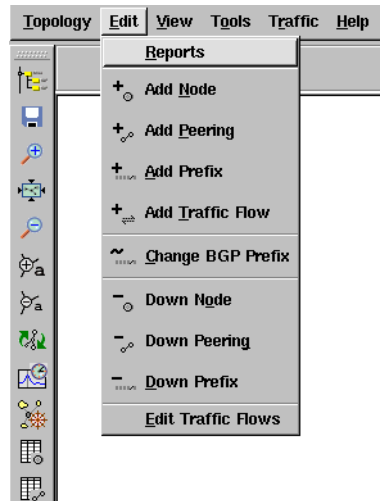 Topology Edit View Tools Traffic Help
Reports
Add Node
Add Peering
Add Prefix
Add Traffic Flow
Change BGP Prefix
Down Node
Down Peering
Down Prefix
Edit Traffic Flows
a
a